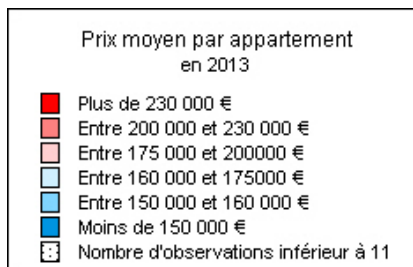 Prix moyen par appartement
en 2013
Plus de 230 000 €
Entre 200 000 et 230 000 €
Entre 175 000 et 200000 €
Entre 160 000 et 175000 €
Entre 150 000 et 160 000 €
Moins de 150 000 €
Nombre d'observations inférieur à 11